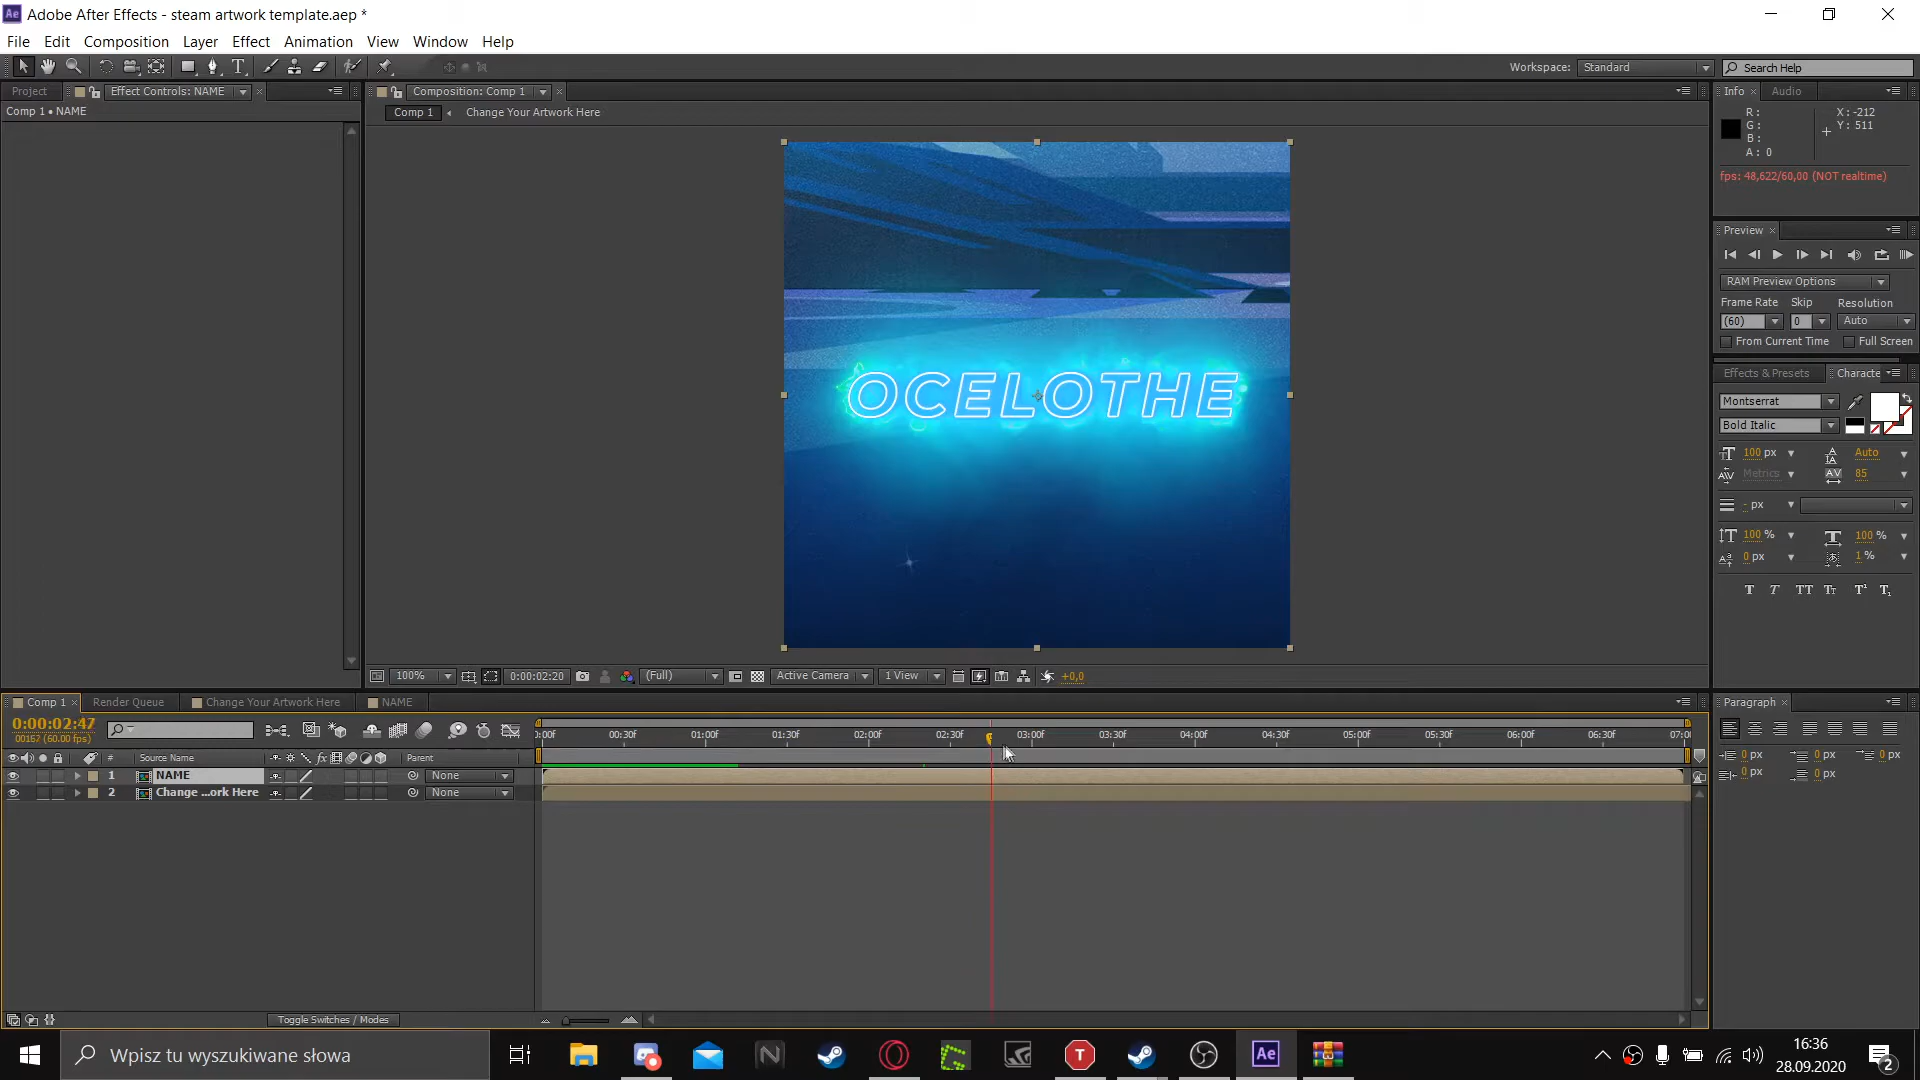 Adobe After Effects - steam artwork template.aep *
File Edit Composition Layer Effect Animation View Window Help
Workspace: Standard Search Help
Project Effect Controls: NAME Composition: Comp 1 Info Audio
Comp 1 • NAME
Comp 1 Change Your Artwork Here
R :
G :
B :
A : 0
X : -212
Y : 511
fps: 48,622/60,00 (NOT realtime)
Preview
RAM Preview Options
Frame Rate Skip Resolution
(60) 0 Auto
From Current Time Full Screen
Effects & Presets Characte
Montserrat
Bold Italic
100 px Auto
Metrics 85
- px
100 % 100 %
0 px 1 %
T T TT Tr T¹ T₁
OCELOTHE
100% 0:00:02:20 (Full) Active Camera 1 View +0,0
Comp 1 Render Queue Change Your Artwork Here NAME
Paragraph
0:00:02:47
00167 (60.00 fps)
0:00f 00:30f 01:00f 01:30f 02:00f 02:30f 03:00f 03:30f 04:00f 04:30f 05:00f 05:30f 06:00f 06:30f 07:00
# Source Name Parent
1 NAME None
2 Change ...ork Here None
0 px 0 px 0 px
0 px 0 px
Toggle Switches / Modes
Wpisz tu wyszukiwane słowa
Ae
16:36
28.09.2020
2